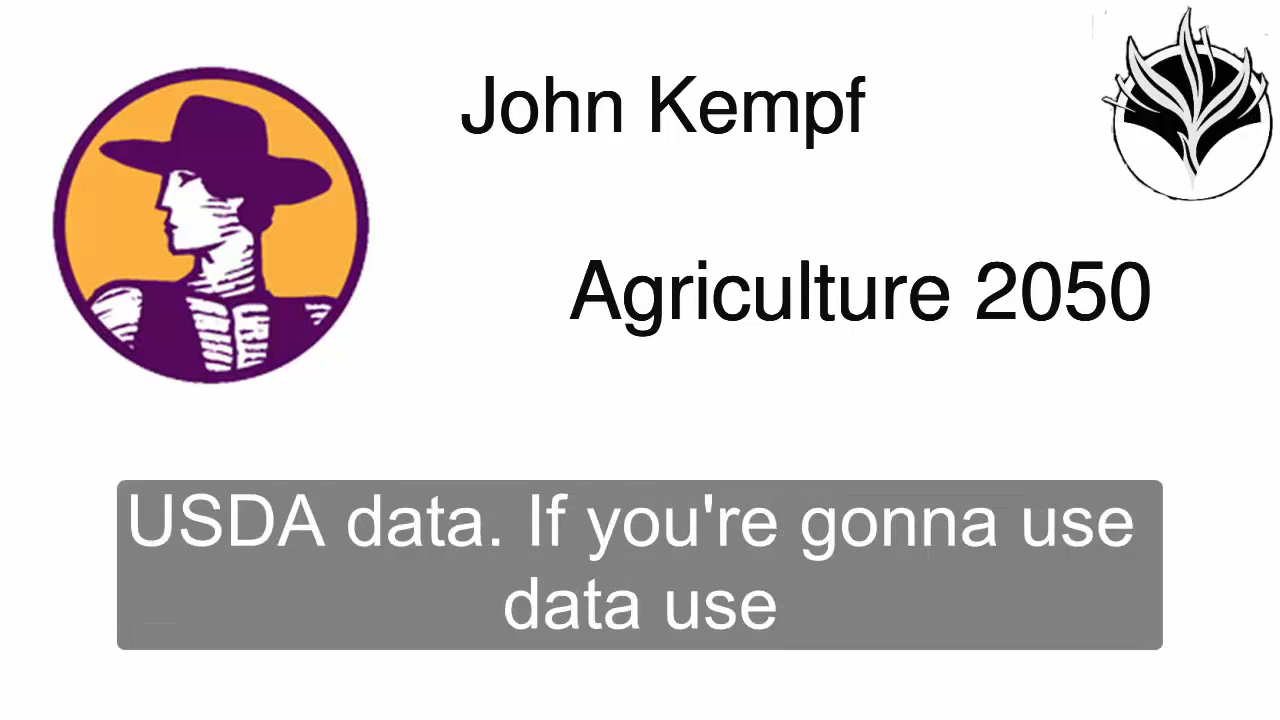 John Kempf
Agriculture 2050
USDA data. If you're gonna use
data use